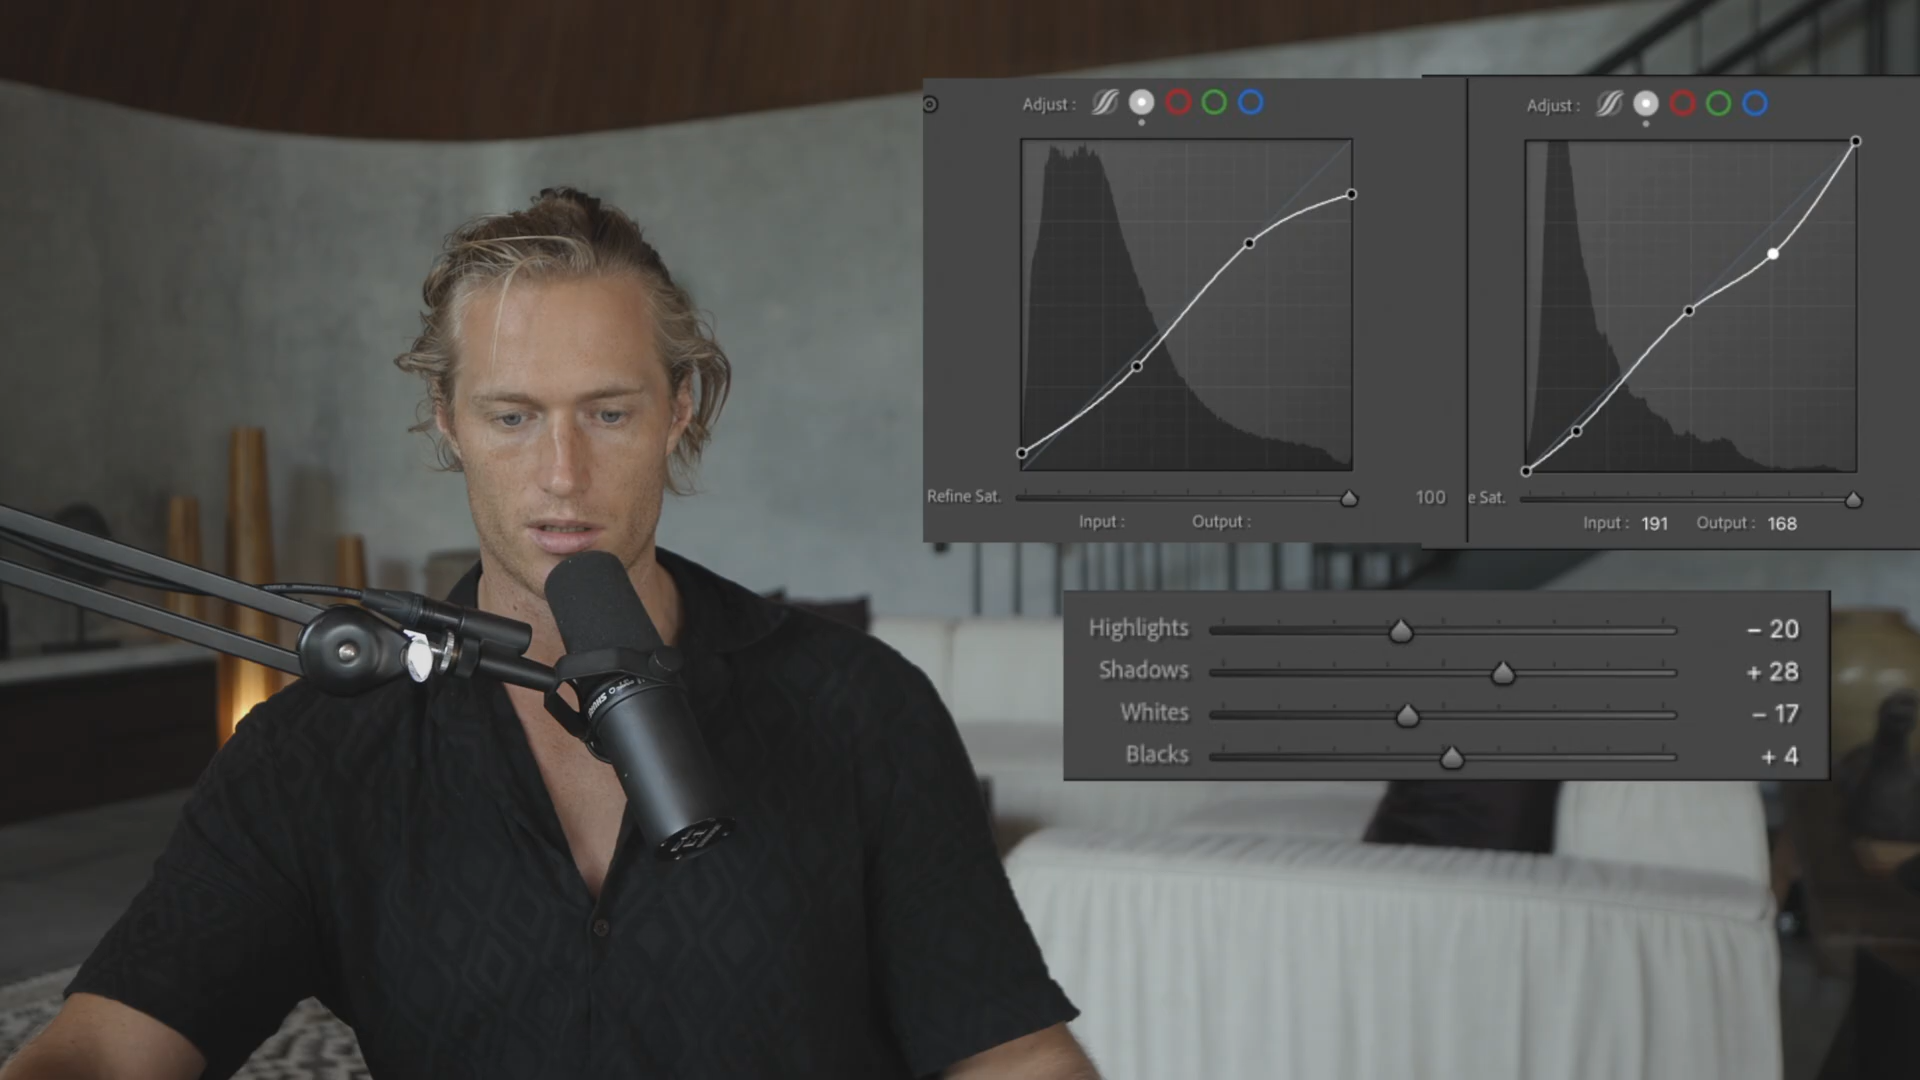 Adjust :
Refine Sat. 100
Input : Output :
Adjust :
e Sat.
Input : 191 Output : 168
Highlights – 20
Shadows + 28
Whites – 17
Blacks + 4